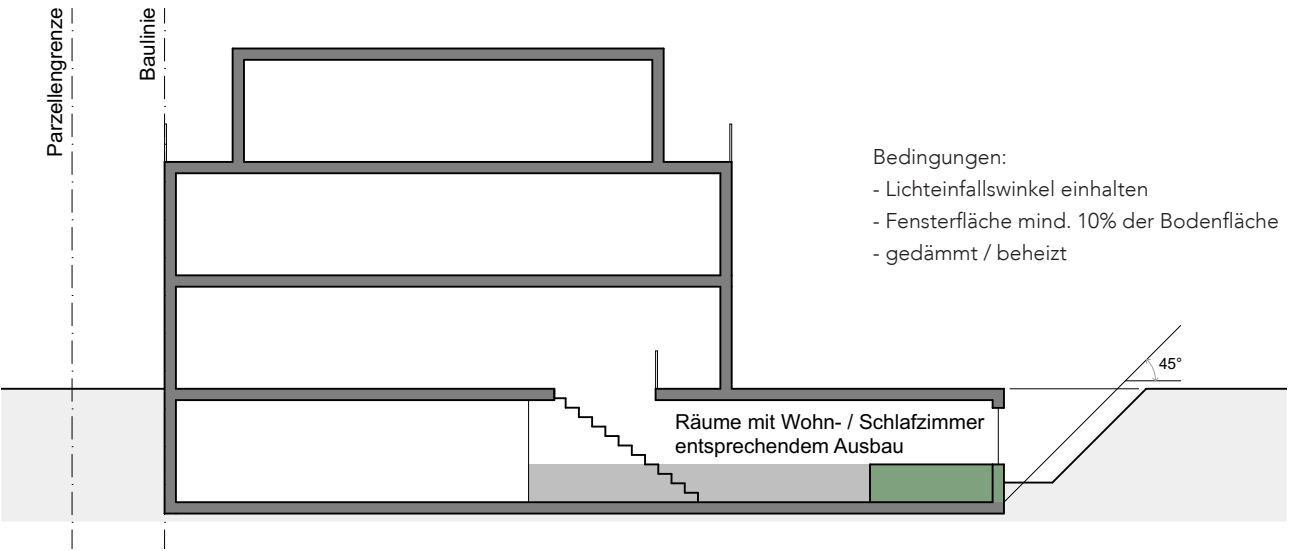 Parzellengrenze
Baulinie
Bedingungen:
- Lichteinfallswinkel einhalten
- Fensterfläche mind. 10% der Bodenfläche
- gedämmt / beheizt
45°
Räume mit Wohn- / Schlafzimmer
entsprechendem Ausbau